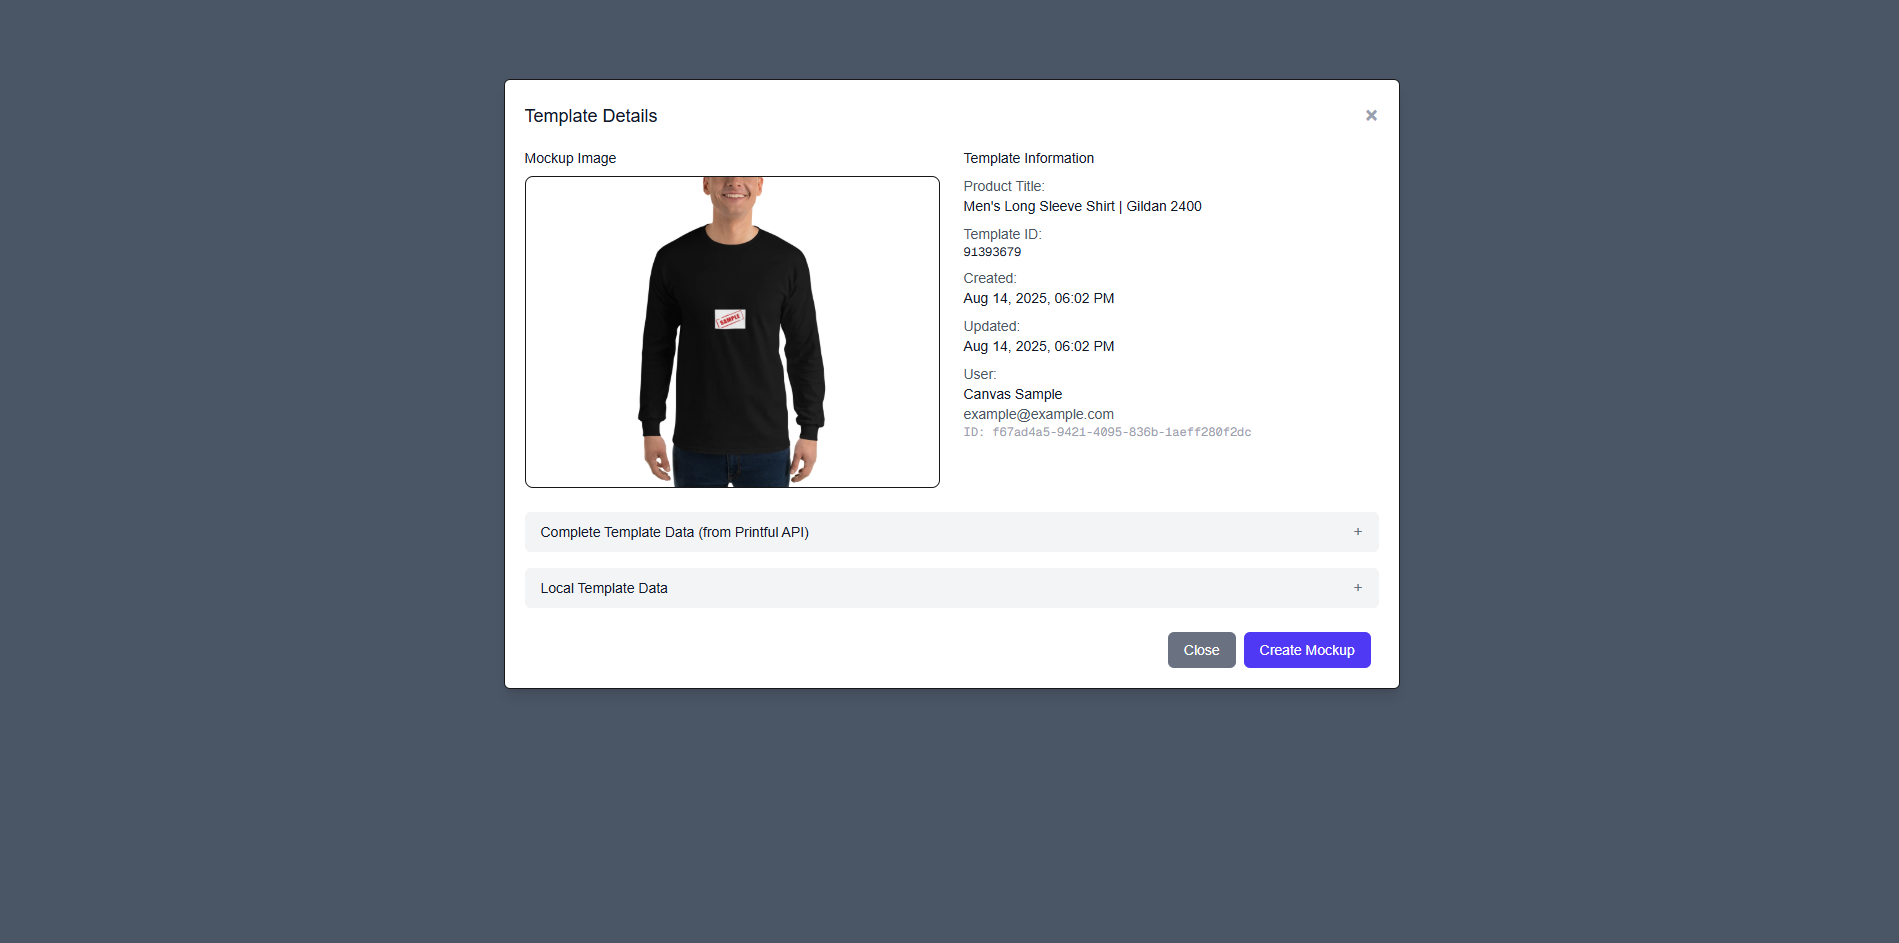 Template Details
×
Mockup Image
SAMPLE
Template Information
Product Title:
Men's Long Sleeve Shirt | Gildan 2400
Template ID:
91393679
Created:
Aug 14, 2025, 06:02 PM
Updated:
Aug 14, 2025, 06:02 PM
User:
Canvas Sample
example@example.com
ID: f67ad4a5-9421-4095-836b-1aeff280f2dc
Complete Template Data (from Printful API) +
Local Template Data +
Close
Create Mockup